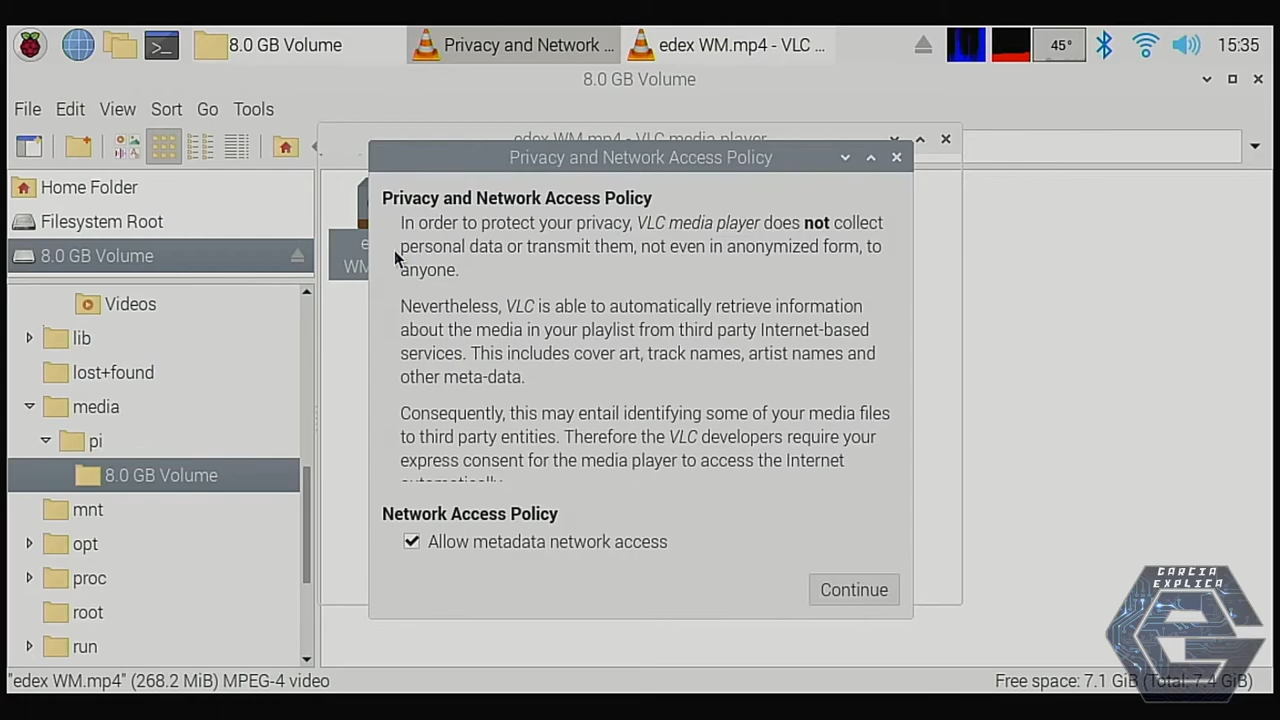 8.0 GB Volume
Privacy and Network ...
edex WM.mp4 - VLC ...
45°
15:35
8.0 GB Volume
File Edit View Sort Go Tools
edex WM.mp4 - VLC media player
Privacy and Network Access Policy
Home Folder
Filesystem Root
8.0 GB Volume
Videos
lib
lost+found
media
pi
8.0 GB Volume
mnt
opt
proc
root
run
e
WM
Privacy and Network Access Policy
In order to protect your privacy, VLC media player does not collect
personal data or transmit them, not even in anonymized form, to
anyone.
Nevertheless, VLC is able to automatically retrieve information
about the media in your playlist from third party Internet-based
services. This includes cover art, track names, artist names and
other meta-data.
Consequently, this may entail identifying some of your media files
to third party entities. Therefore the VLC developers require your
express consent for the media player to access the Internet
automatically.
Network Access Policy
Allow metadata network access
Continue
GARCIA
EXPLICA
"edex WM.mp4" (268.2 MiB) MPEG-4 video
Free space: 7.1 GiB (Total: 7.4 GiB)